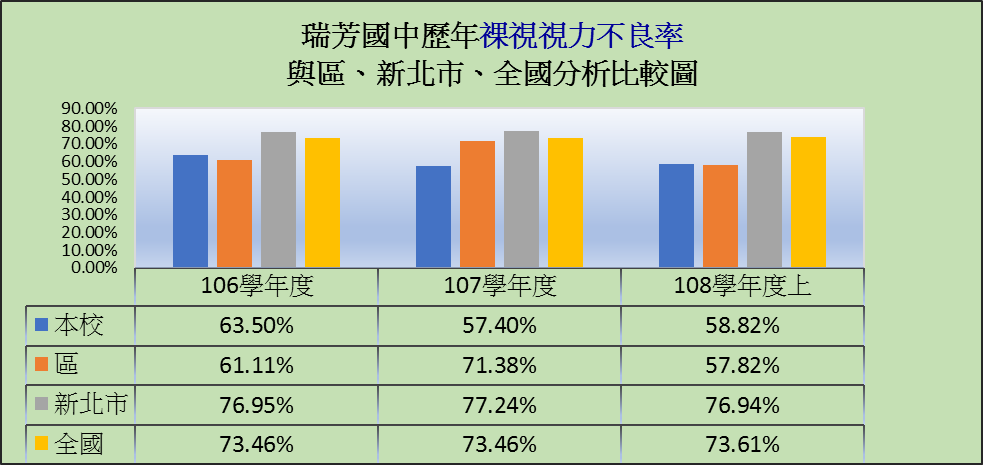 瑞芳國中歷年裸視視力不良率
與區、新北市、全國分析比較圖
90.00%
80.00%
70.00%
60.00%
50.00%
40.00%
30.00%
20.00%
10.00%
0.00%
106學年度 107學年度 108學年度上
本校 63.50% 57.40% 58.82%
區 61.11% 71.38% 57.82%
新北市 76.95% 77.24% 76.94%
全國 73.46% 73.46% 73.61%